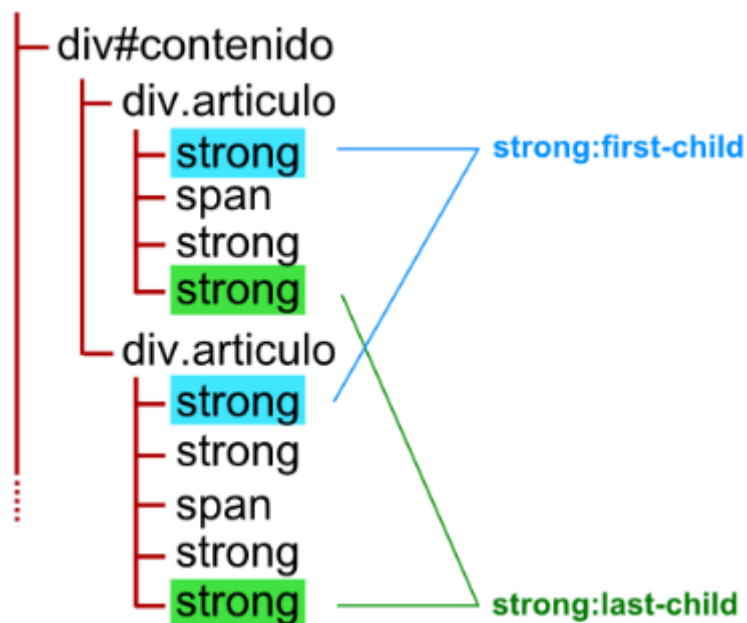 div#contenido
div.articulo
strong
strong:first-child
span
strong
strong
div.articulo
strong
strong
span
strong
strong
strong:last-child